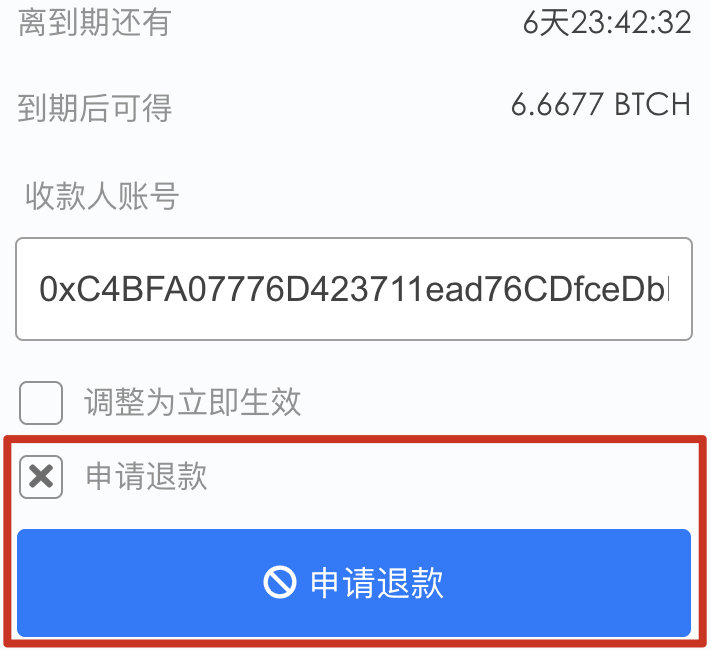 离到期还有 6天23:42:32
到期后可得 6.6677 BTCH
收款人账号
0xC4BFA07776D423711ead76CDfceDb
调整为立即生效
申请退款
申请退款